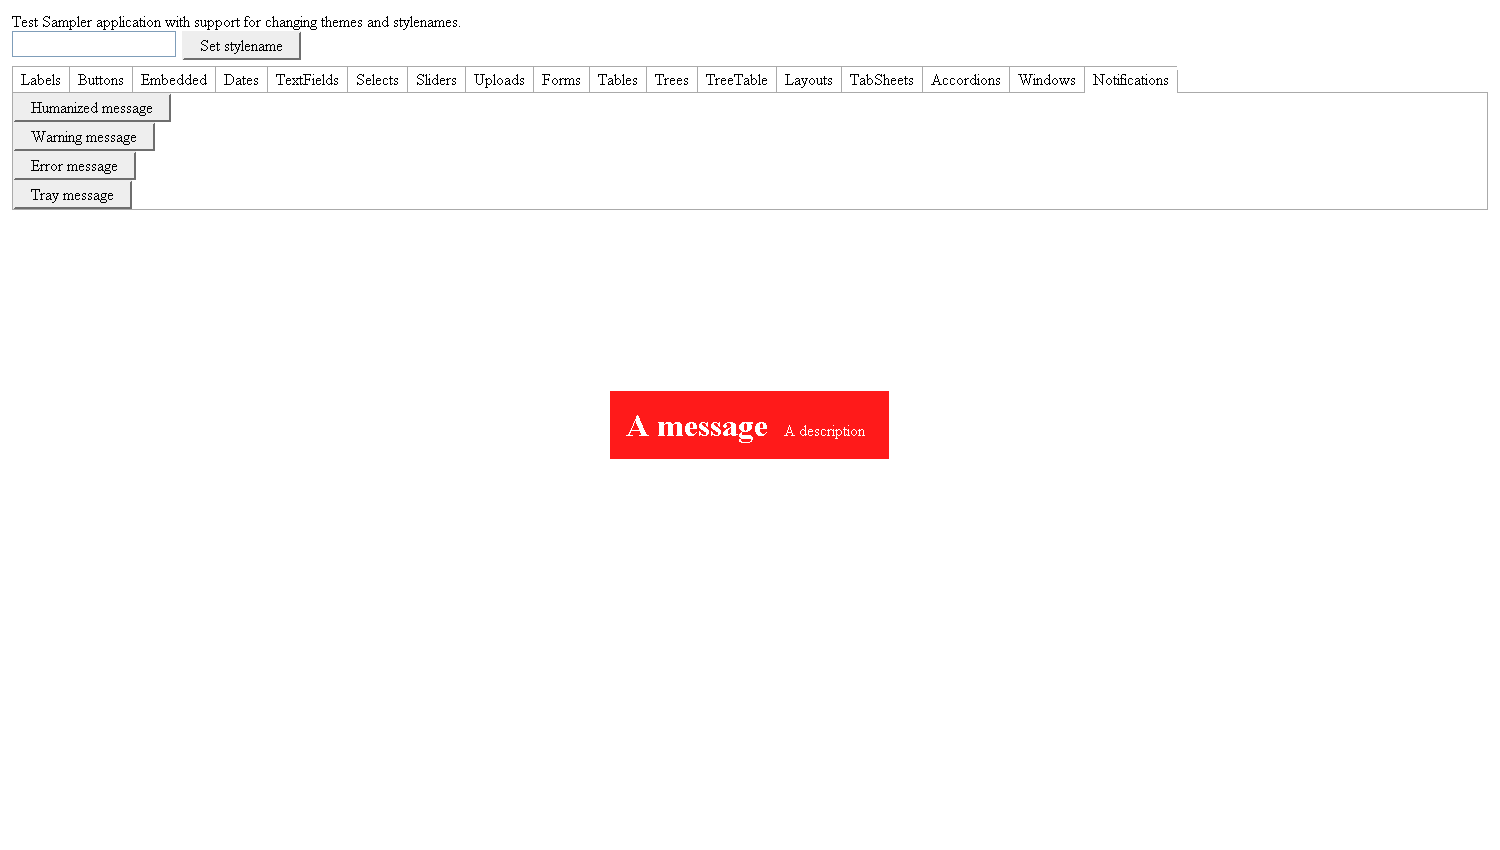 Test Sampler application with support for changing themes and stylenames.
Set stylename
Labels Buttons Embedded Dates TextFields Selects Sliders Uploads Forms Tables Trees TreeTable Layouts TabSheets Accordions Windows Notifications
Humanized message
Warning message
Error message
Tray message
A message A description